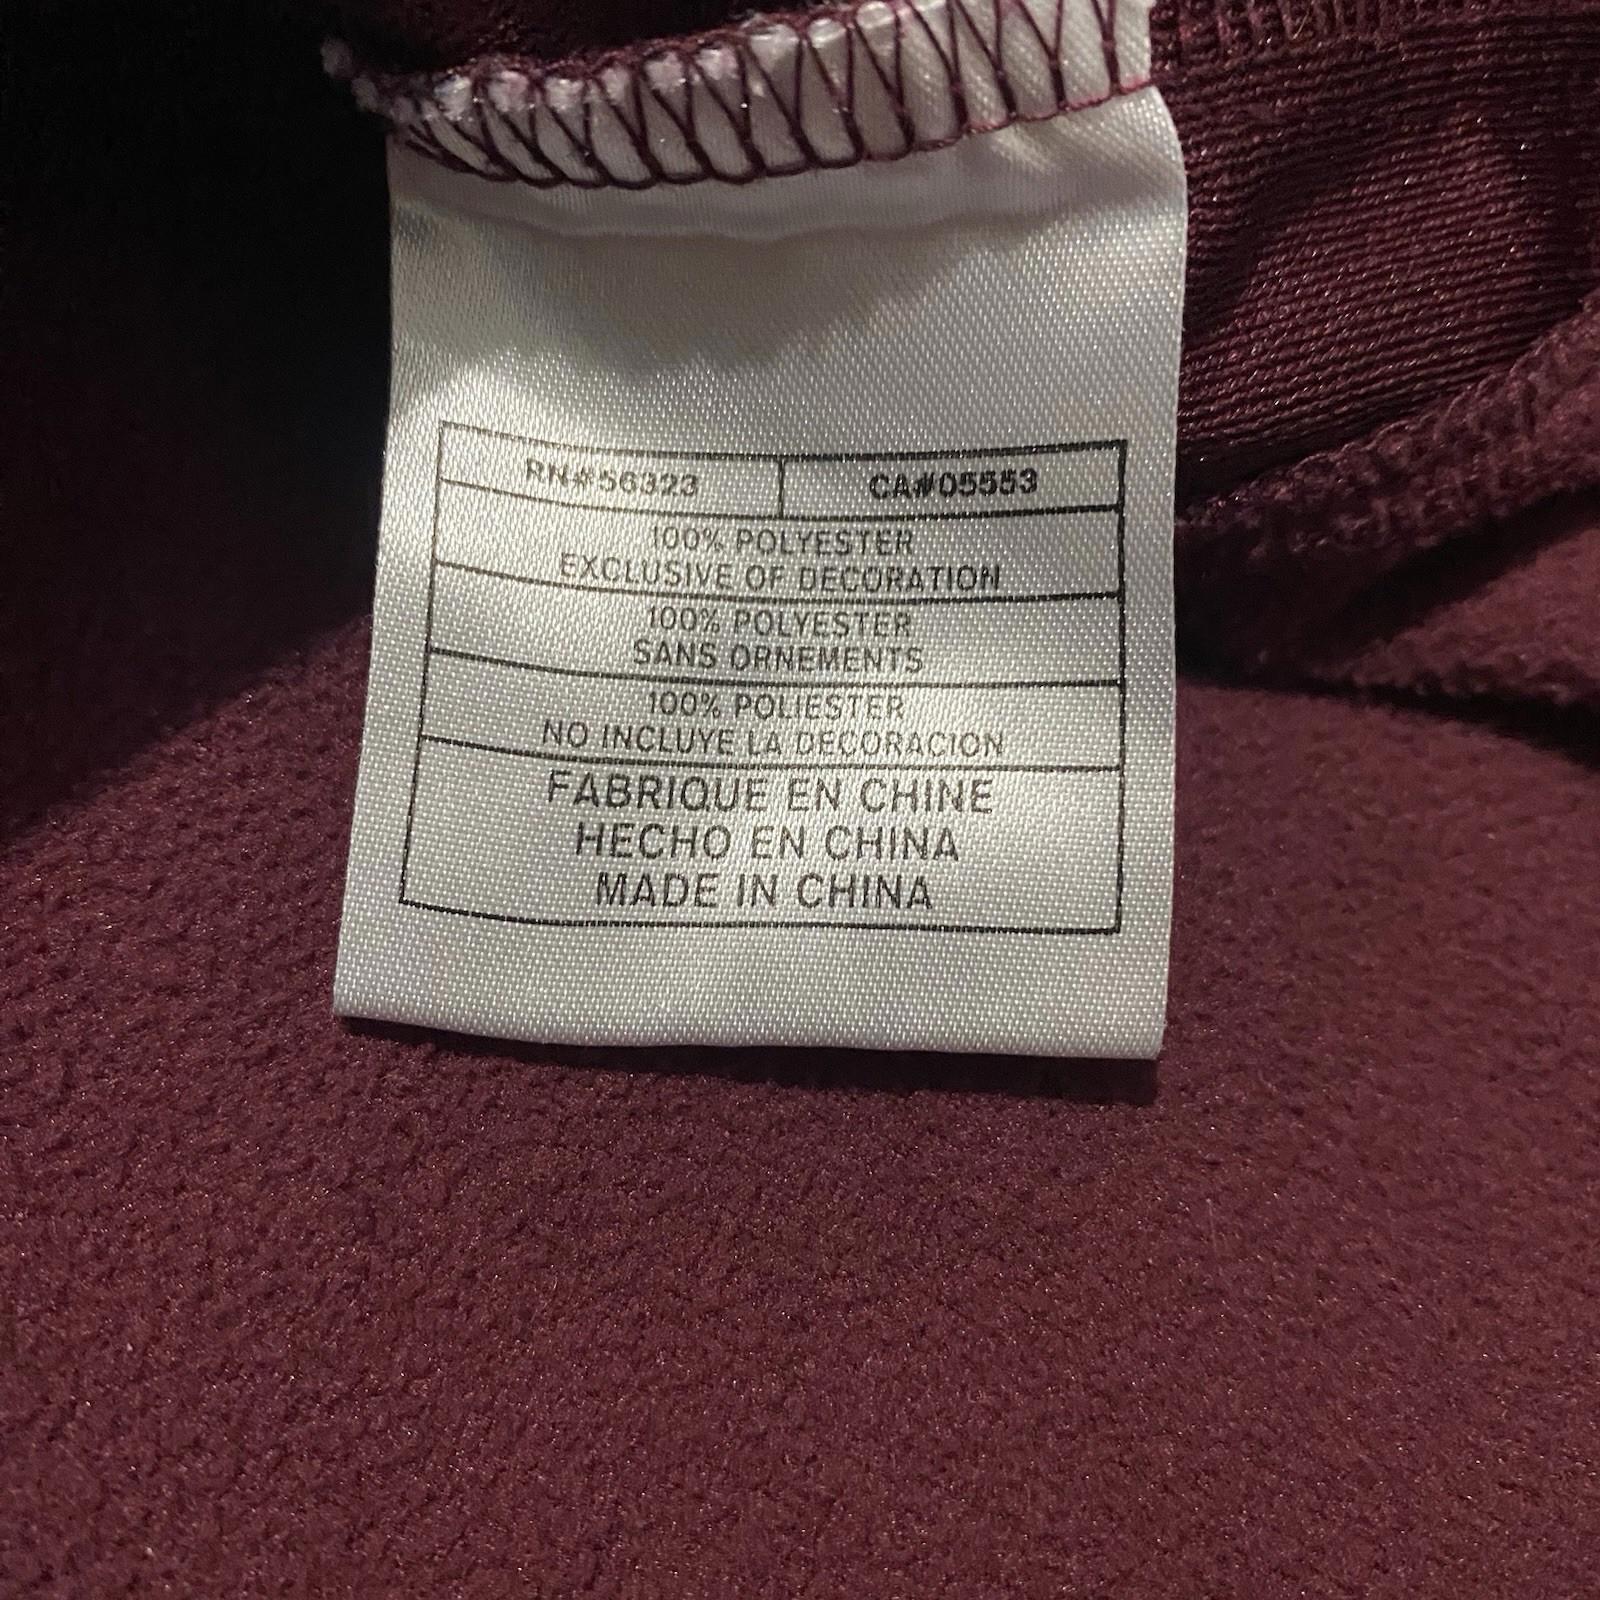 RN#56323 CA#05553
100% POLYESTER
EXCLUSIVE OF DECORATION
100% POLYESTER
SANS ORNEMENTS
100% POLIESTER
NO INCLUYE LA DECORACION
FABRIQUE EN CHINE
HECHO EN CHINA
MADE IN CHINA